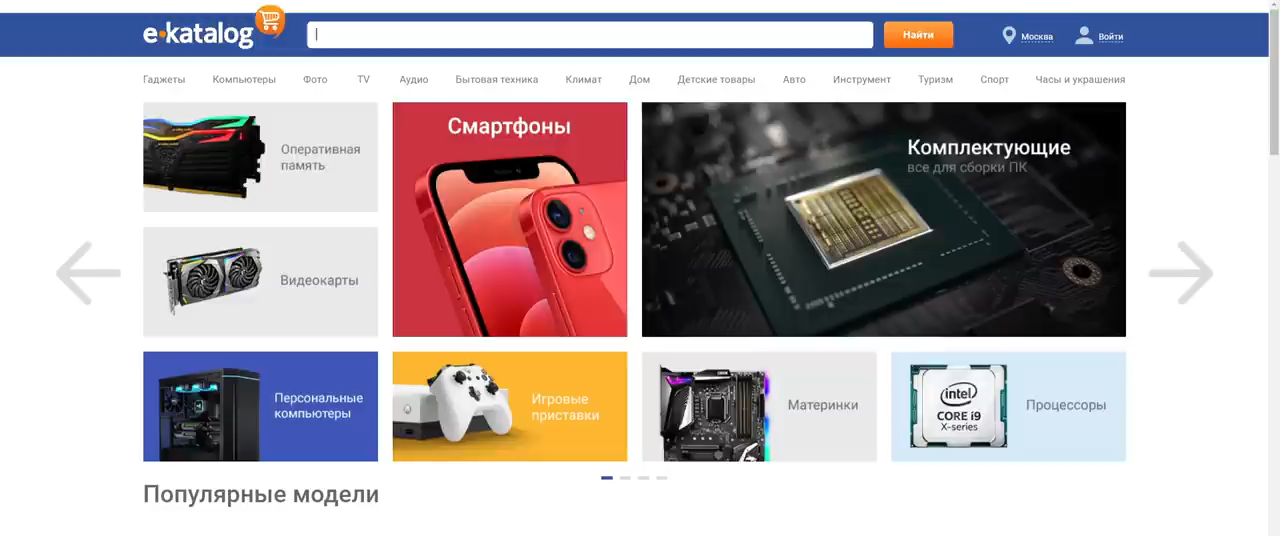 e-katalog
Найти
Москва
Войти
Гаджеты Компьютеры Фото TV Аудио Бытовая техника Климат Дом Детские товары Авто Инструмент Туризм Спорт Часы и украшения
Оперативная
память
Смартфоны
Комплектующие
все для сборки ПК
Видеокарты
Персональные
компьютеры
Игровые
приставки
Материнки
intel
CORE i9
X-series
Процессоры
Популярные модели